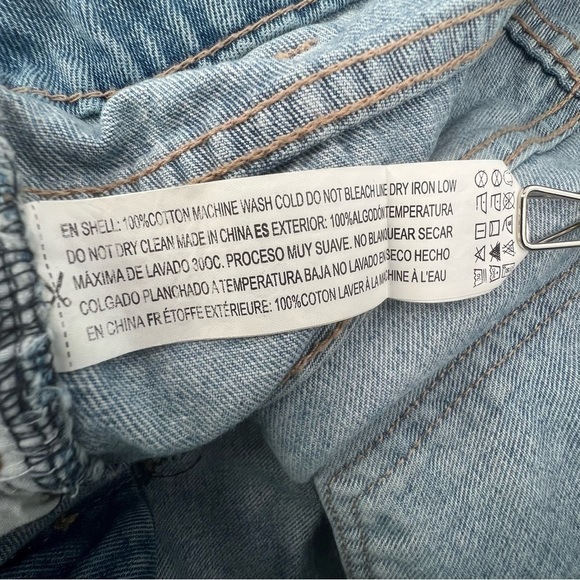 EN SHELL: 100%COTTON MACHINE WASH COLD DO NOT BLEACH LINE DRY IRON LOW
DO NOT DRY CLEAN MADE IN CHINA ES EXTERIOR: 100%ALGODÓN TEMPERATURA
MÁXIMA DE LAVADO 30OC. PROCESO MUY SUAVE. NO BLANQUEAR SECAR
COLGADO PLANCHADO A TEMPERATURA BAJA NO LAVADO EN SECO HECHO
EN CHINA FR ÉTOFFE EXTÉRIEURE: 100%COTON LAVER À LA MACHINE À L'EAU